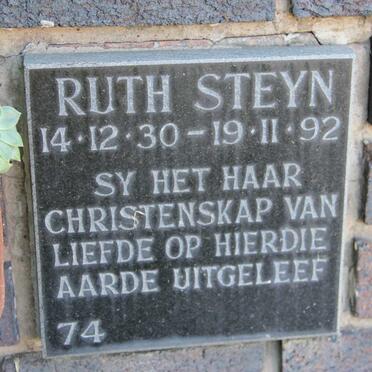 RUTH STEYN
14·12·30-19·11·92
SY HET HAAR
CHRISTENSKAP VAN
LIEFDE OP HIERDIE
AARDE UITGELEEF
74